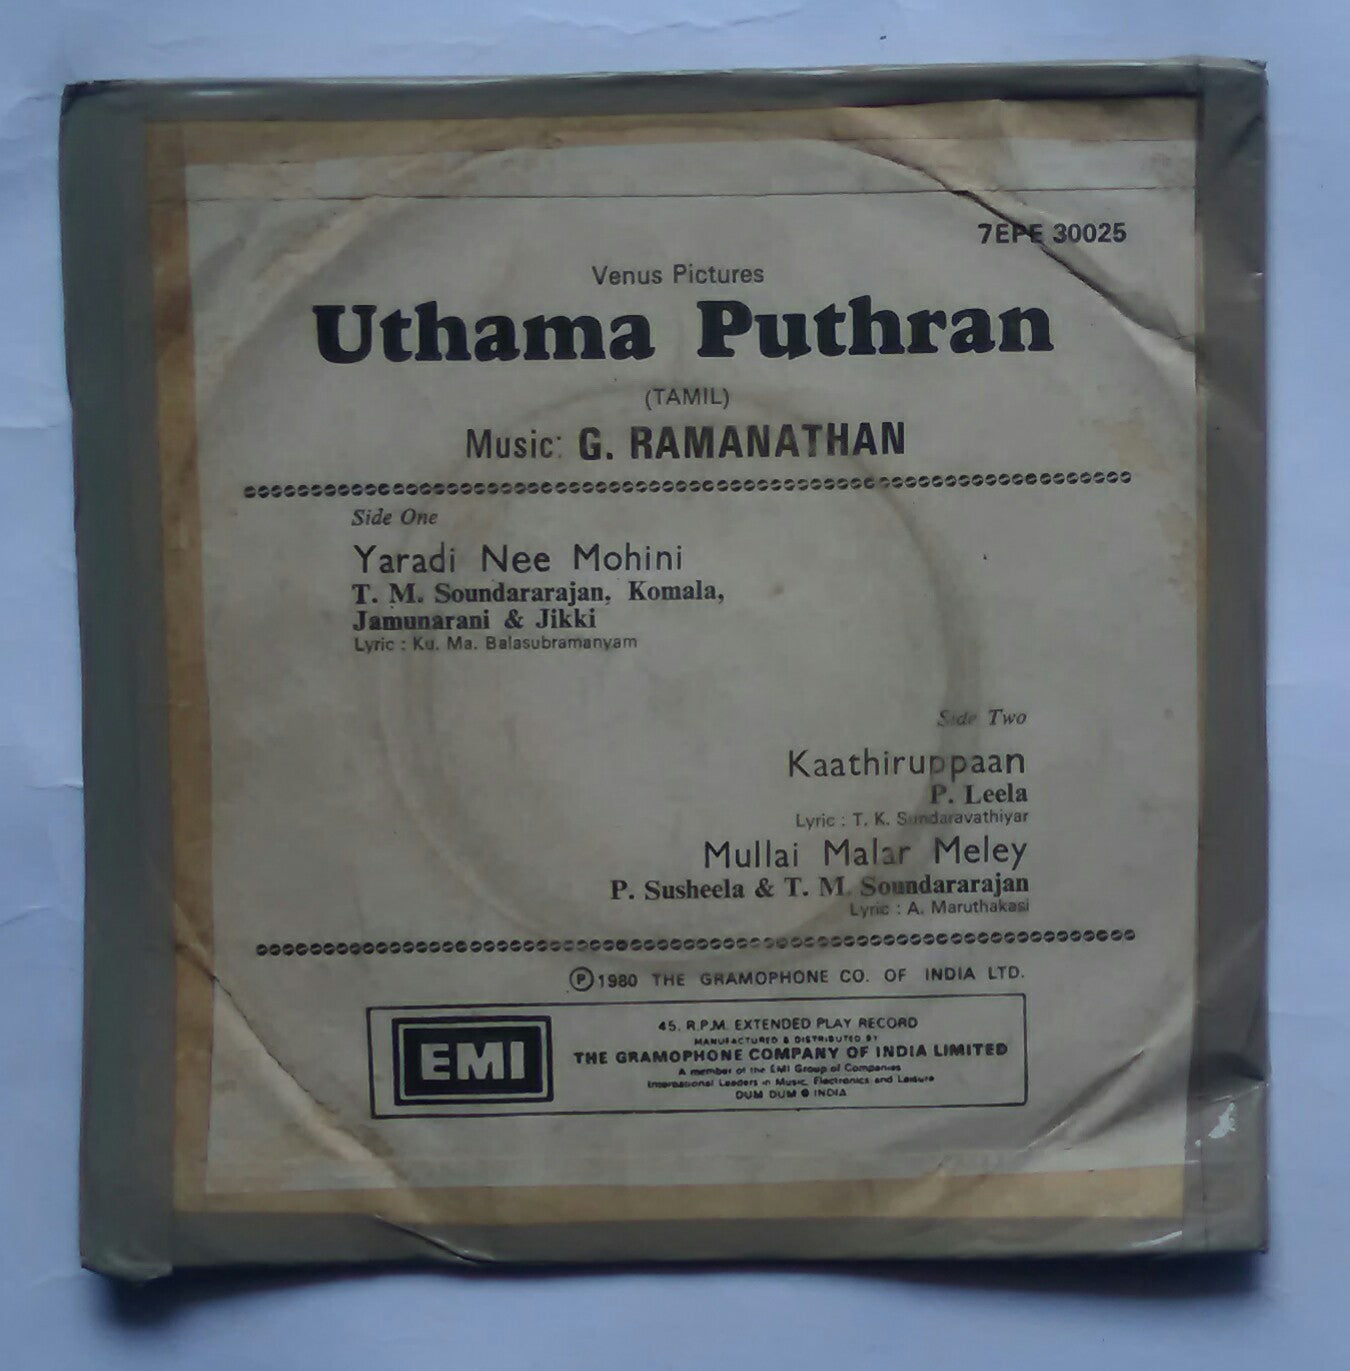 7EPE 30025
Venus Pictures
Uthama Puthran
(TAMIL)
Music: G. RAMANATHAN
Side One
Yaradi Nee Mohini
T. M. Soundararajan, Komala,
Jamunarani & Jikki
Lyric : Ku. Ma. Balasubramanyam
Side Two
Kaathiruppaan
P. Leela
Lyric : T. K. Sundaravathiyar
Mullai Malar Meley
P. Susheela & T. M. Soundararajan
Lyric : A. Maruthakasi
℗ 1980 THE GRAMOPHONE CO. OF INDIA LTD.
EMI
45. R.P.M. EXTENDED PLAY RECORD
MANUFACTURED & DISTRIBUTED BY
THE GRAMOPHONE COMPANY OF INDIA LIMITED
A member of the EMI Group of Companies
International Leaders in Music, Electronics and Leisure
DUM DUM ● INDIA